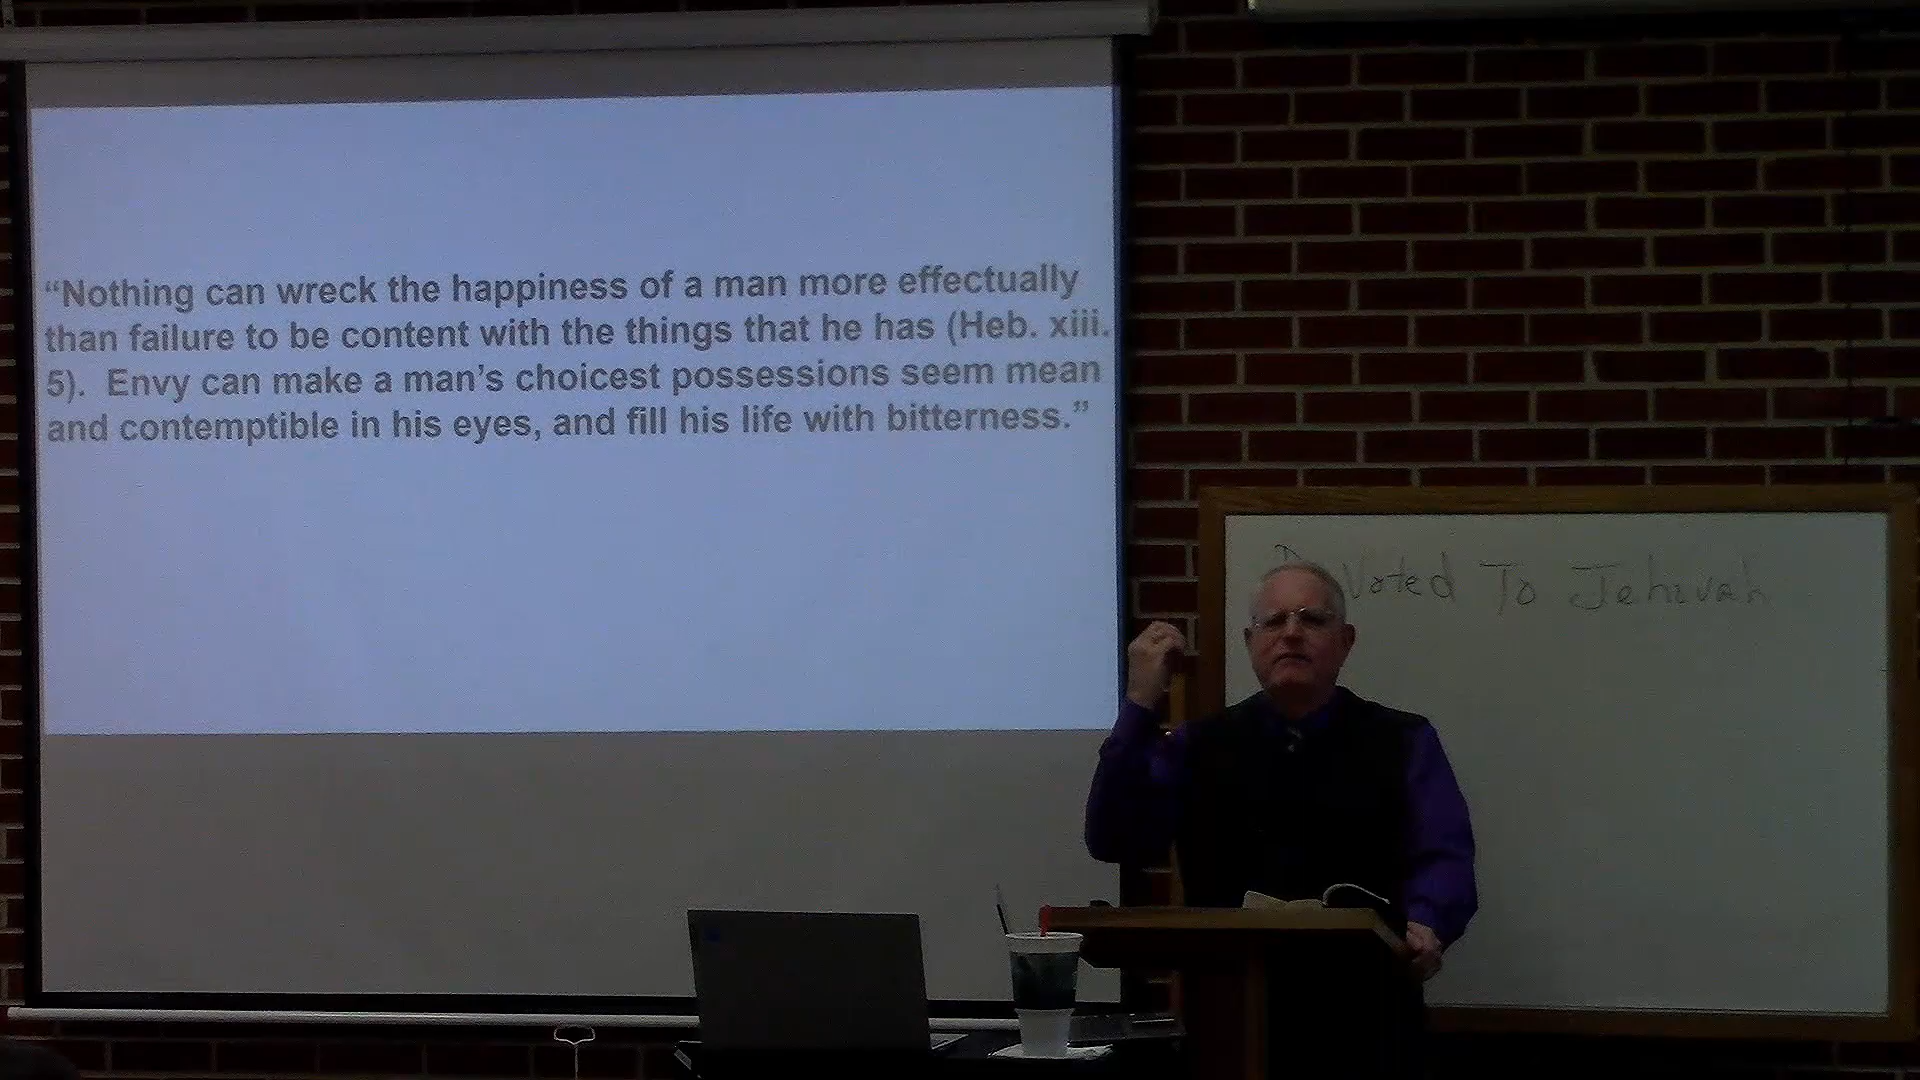 “Nothing can wreck the happiness of a man more effectually
than failure to be content with the things that he has (Heb. xiii.
5).  Envy can make a man’s choicest possessions seem mean
and contemptible in his eyes, and fill his life with bitterness.”
To Jehovah